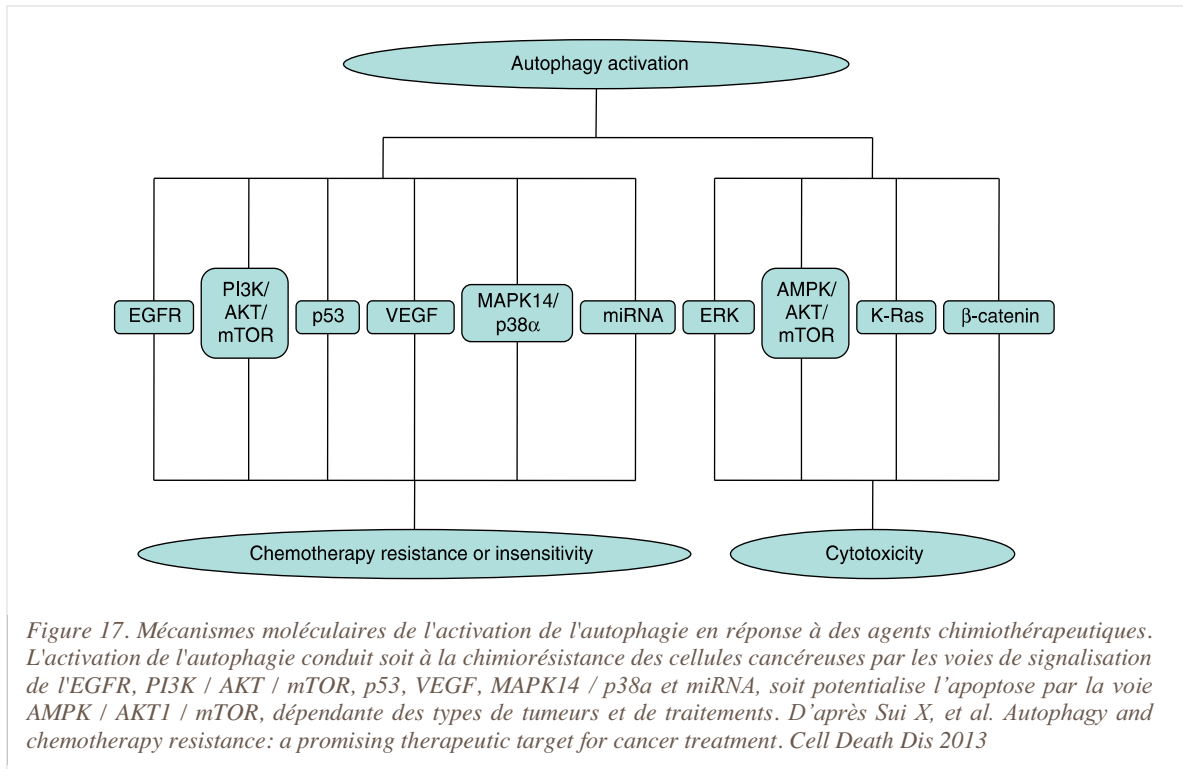 Autophagy activation
EGFR
PI3K/
AKT/
mTOR
p53
VEGF
MAPK14/
p38α
miRNA
ERK
AMPK/
AKT/
mTOR
K-Ras
β-catenin
Chemotherapy resistance or insensitivity
Cytotoxicity
Figure 17. Mécanismes moléculaires de l'activation de l'autophagie en réponse à des agents chimiothérapeutiques.
L'activation de l'autophagie conduit soit à la chimiorésistance des cellules cancéreuses par les voies de signalisation
de l'EGFR, PI3K / AKT / mTOR, p53, VEGF, MAPK14 / p38a et miRNA, soit potentialise l’apoptose par la voie
AMPK / AKT1 / mTOR, dépendante des types de tumeurs et de traitements. D’après Sui X, et al. Autophagy and
chemotherapy resistance: a promising therapeutic target for cancer treatment. Cell Death Dis 2013